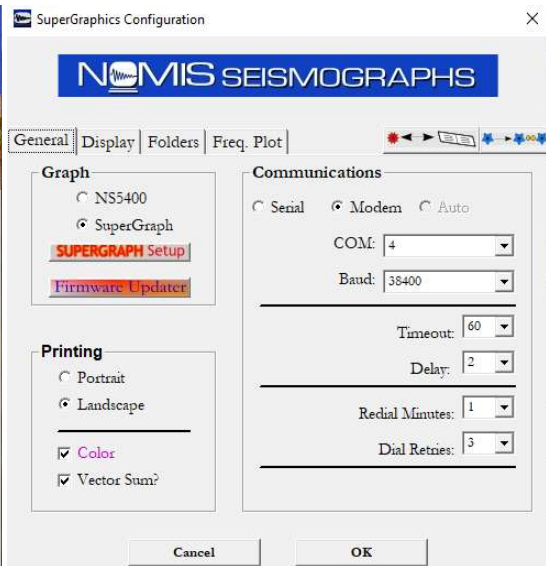 SuperGraphics Configuration
NOMIS SEISMOGRAPHS
General Display Folders Freq. Plot
Graph
NS5400
SuperGraph
SUPERGRAPH Setup
Firmware Updater
Printing
Portrait
Landscape
Color
Vector Sum?
Communications
Serial Modem Auto
COM: 4
Baud: 38400
Timeout: 60
Delay: 2
Redial Minutes: 1
Dial Retries: 3
Cancel OK